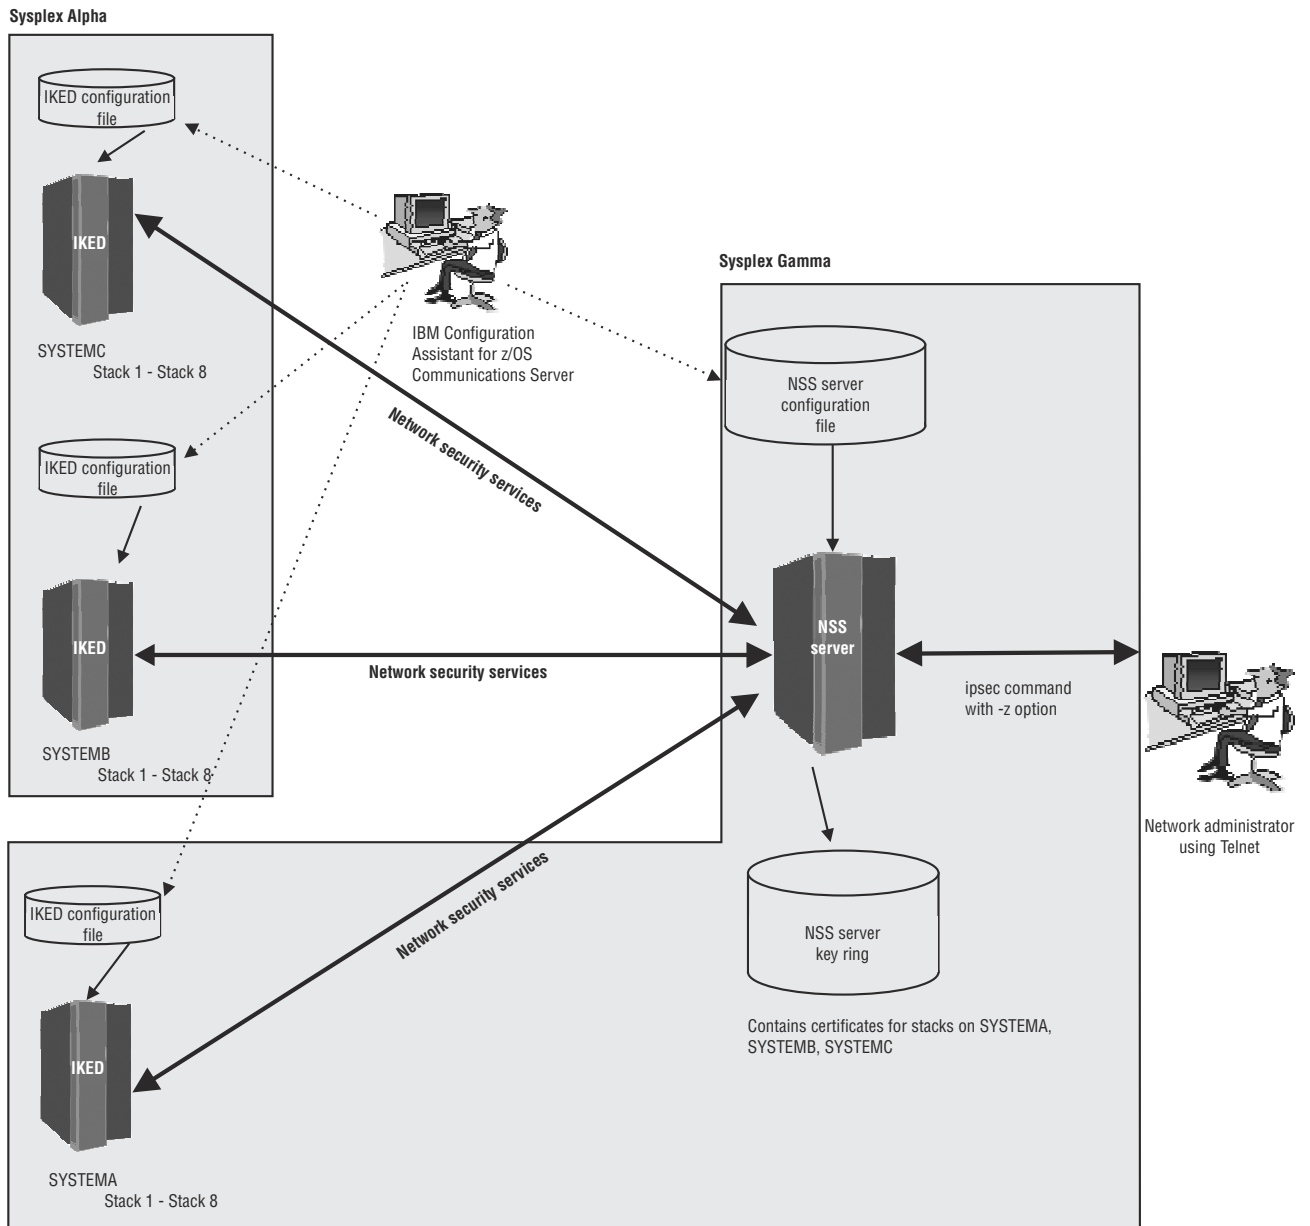 Sysplex Alpha
IKED configuration
file
IKED
SYSTEMC
Stack 1 - Stack 8
IBM Configuration
Assistant for z/OS
Communications Server
Sysplex Gamma
NSS server
configuration
file
Network security services
IKED configuration
file
IKED
SYSTEMB
Stack 1 - Stack 8
Network security services
NSS
server
ipsec command
with -z option
Network administrator
using Telnet
Network security services
IKED configuration
file
IKED
SYSTEMA
Stack 1 - Stack 8
NSS server
key ring
Contains certificates for stacks on SYSTEMA,
SYSTEMB, SYSTEMC